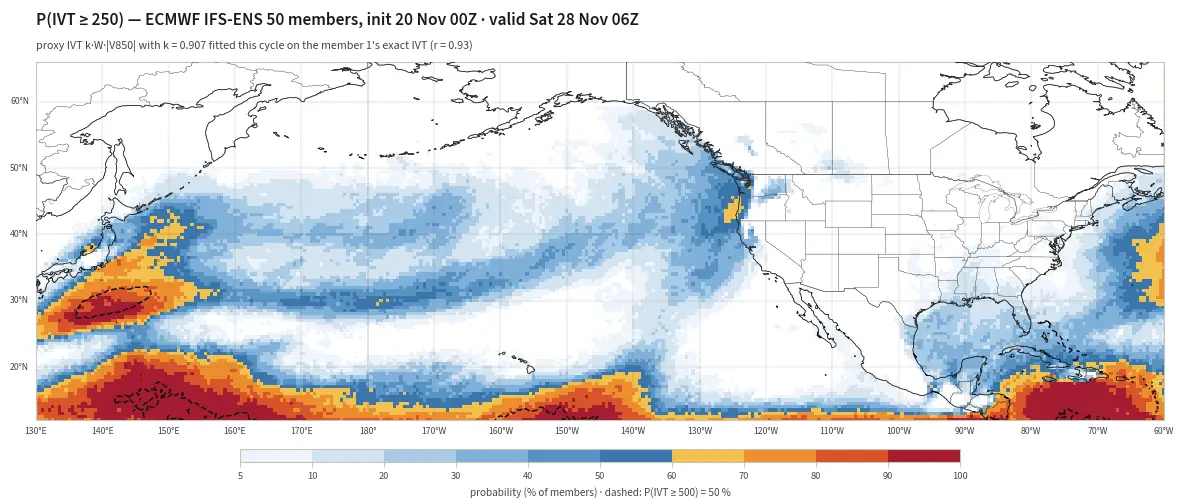 P(IVT ≥ 250) — ECMWF IFS-ENS 50 members, init 20 Nov 00Z · valid Sat 28 Nov 06Z
proxy IVT k·W·|V850| with k = 0.907 fitted this cycle on the member 1's exact IVT (r = 0.93)
60°N
50°N
40°N
30°N
20°N
130°E 140°E 150°E 160°E 170°E 180° 170°W 160°W 150°W 140°W 130°W 120°W 110°W 100°W 90°W 80°W 70°W 60°W
5 10 20 30 40 50 60 70 80 90 100
probability (% of members) · dashed: P(IVT ≥ 500) = 50 %